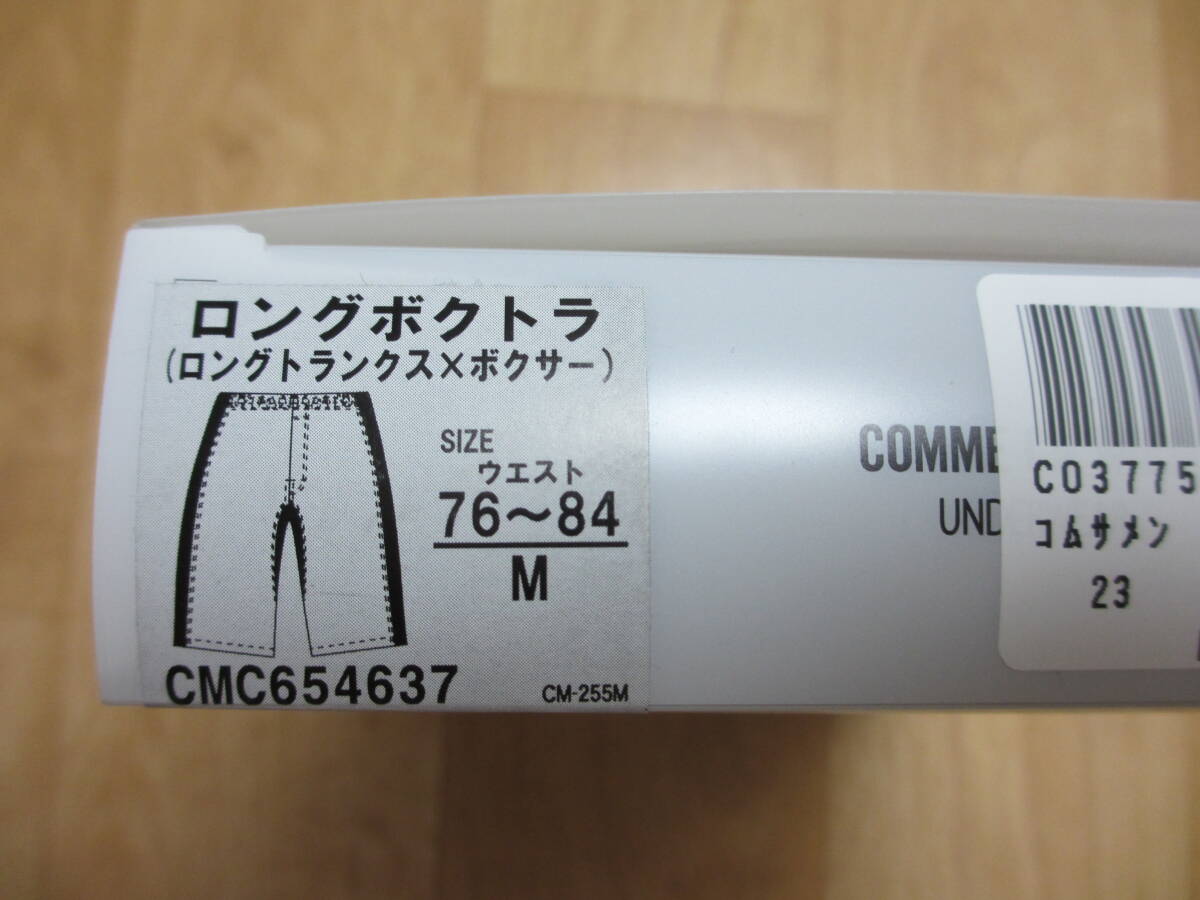 ロングボクトラ
(ロングトランクス×ボクサー)
SIZE
ウエスト
76～84
M
CMC654637
CM-255M
COMME
UND
C03775
コムサメン
23